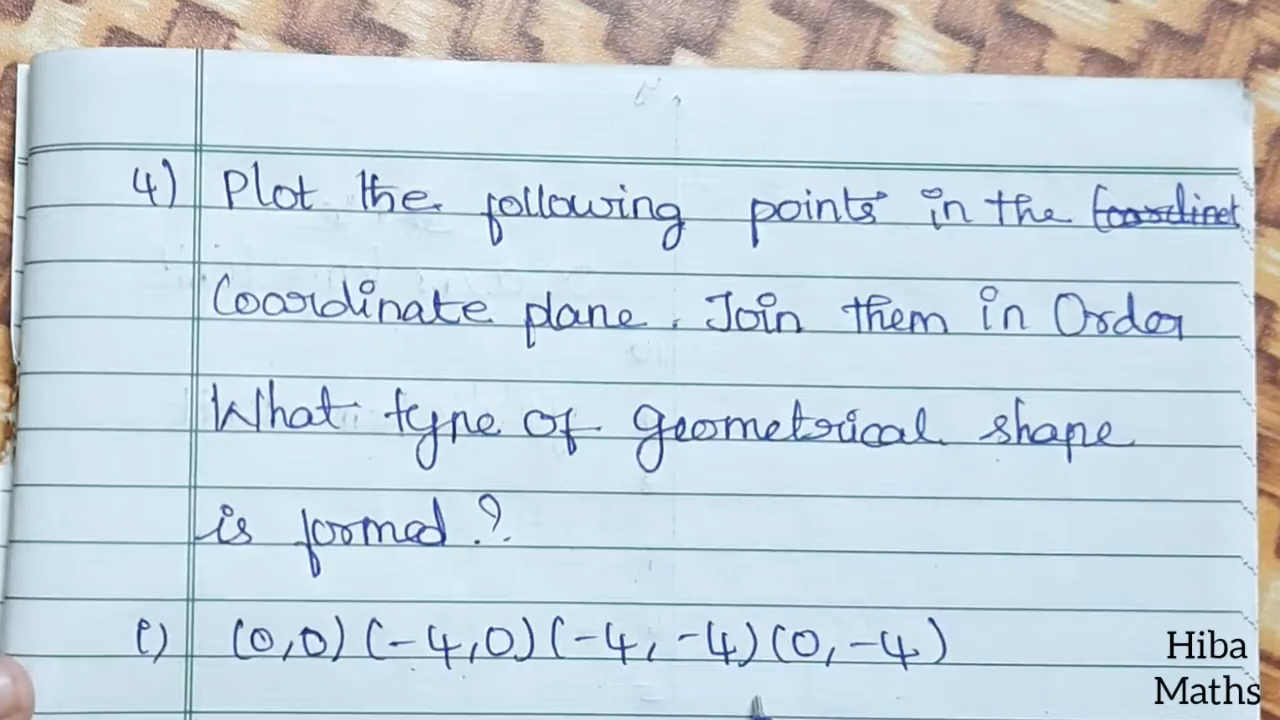 4) Plot the following points in the Coordinet
Coordinate plane. Join them in Order
What type of geometrical shape
is formed?
i) (0,0) (-4,0) (-4, -4) (0, -4)
Hiba
Maths